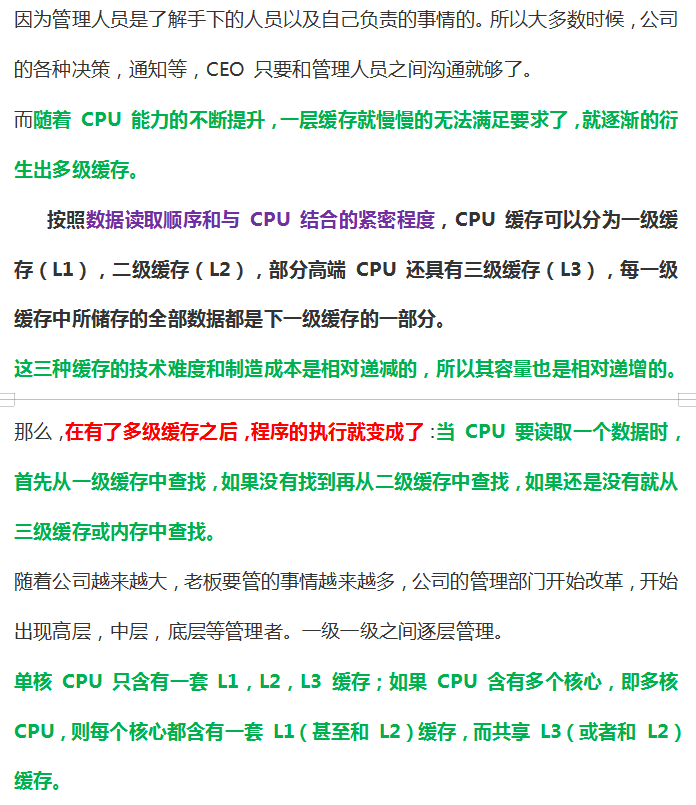 因为管理人员是了解手下的人员以及自己负责的事情的。所以大多数时候，公司
的各种决策，通知等，CEO 只要和管理人员之间沟通就够了。
而随着 CPU 能力的不断提升，一层缓存就慢慢的无法满足要求了，就逐渐的衍
生出多级缓存。
按照数据读取顺序和与 CPU 结合的紧密程度，CPU 缓存可以分为一级缓
存（L1），二级缓存（L2），部分高端 CPU 还具有三级缓存（L3），每一级
缓存中所储存的全部数据都是下一级缓存的一部分。
这三种缓存的技术难度和制造成本是相对递减的，所以其容量也是相对递增的。
那么，在有了多级缓存之后，程序的执行就变成了：当 CPU 要读取一个数据时，
首先从一级缓存中查找，如果没有找到再从二级缓存中查找，如果还是没有就从
三级缓存或内存中查找。
随着公司越来越大，老板要管的事情越来越多，公司的管理部门开始改革，开始
出现高层，中层，底层等管理者。一级一级之间逐层管理。
单核 CPU 只含有一套 L1，L2，L3 缓存；如果 CPU 含有多个核心，即多核
CPU，则每个核心都含有一套 L1（甚至和 L2）缓存，而共享 L3（或者和 L2）
缓存。